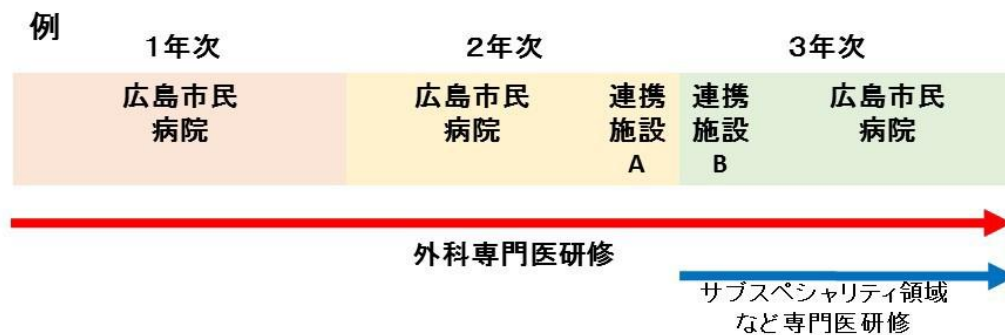 例
1年次
2年次
3年次
広島市民
病院
広島市民
病院
連携
施設
A
連携
施設
B
広島市民
病院
外科専門医研修
サブスペシャリティ領域
など専門医研修